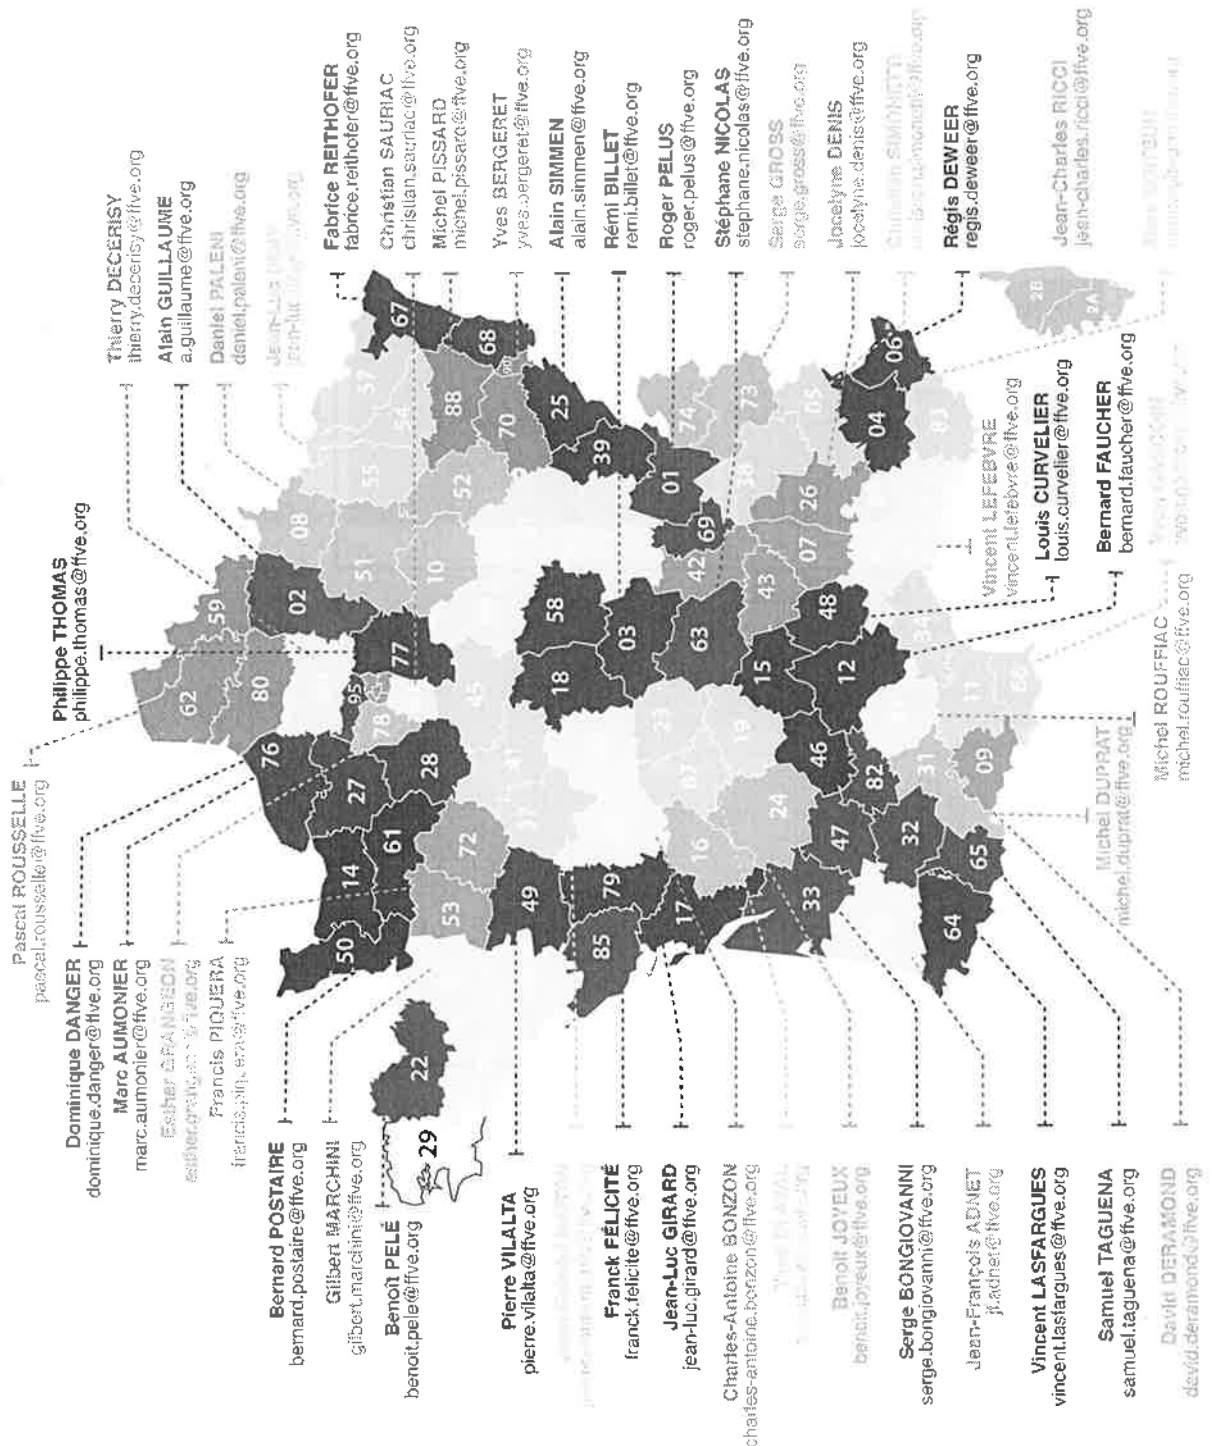 Pascal ROUSSELLE
pascal.rousselle@ffve.org
Philippe THOMAS
philippe.thomas@ffve.org
Thierry DECERISY
thierry.decerisy@ffve.org
Alain GUILLAUME
a.guillaume@ffve.org
Daniel PALENI
daniel.paleni@ffve.org
Dominique DANGER
dominique.danger@ffve.org
Marc AUMONIER
marc.aumonier@ffve.org
Esther GRANGEON
Francis PIQUERA
francis.piquera@ffve.org
Bernard POSTAIRE
bernard.postaire@ffve.org
Gilbert MARCHINI
gilbert.marchini@ffve.org
Benoît PELÉ
benoit.pele@ffve.org
Pierre VILALTA
pierre.vilalta@ffve.org
Franck FÉLICITÉ
franck.felicite@ffve.org
Jean-Luc GIRARD
jean-luc.girard@ffve.org
Charles-Antoine BONZON
charles-antoine.bonzon@ffve.org
Benoit JOYEUX
benoit.joyeux@ffve.org
Serge BONGIOVANNI
serge.bongiovanni@ffve.org
Jean-François ADNET
jf.adnet@ffve.org
Vincent LASFARGUES
vincent.lasfargues@ffve.org
Samuel TAGUENA
samuel.taguena@ffve.org
David DERAMOND
david.deramond@ffve.org
Fabrice REITHOFER
fabrice.reithofer@ffve.org
Christian SAURIAC
christian.sauriac@ffve.org
Michel PISSARD
michel.pissard@ffve.org
Yves BERGERET
yves.bergeret@ffve.org
Alain SIMMEN
alain.simmen@ffve.org
Rémi BILLET
remi.billet@ffve.org
Roger PELUS
roger.pelus@ffve.org
Stéphane NICOLAS
stephane.nicolas@ffve.org
Serge GROSS
serge.gross@ffve.org
Jocelyne DENIS
jocelyne.denis@ffve.org
Régis DEWEER
regis.deweer@ffve.org
Jean-Charles RICCI
jean-charles.ricci@ffve.org
Vincent LEFEBVRE
vincent.lefebvre@ffve.org
Louis CURVELIER
louis.curvelier@ffve.org
Bernard FAUCHER
bernard.faucher@ffve.org
Michel DUPRAT
michel.duprat@ffve.org
Michel ROUFFIAC
michel.rouffiac@ffve.org
62
59
80
02
08
76
95
77
78
51
55
57
67
50
14
27
61
28
10
52
88
68
90
70
22
29
53
72
49
85
79
17
16
18
58
03
63
25
39
01
69
42
74
73
43
07
26
05
04
06
23
24
15
48
12
46
47
33
82
32
64
65
31
09
11
34
2B
2A